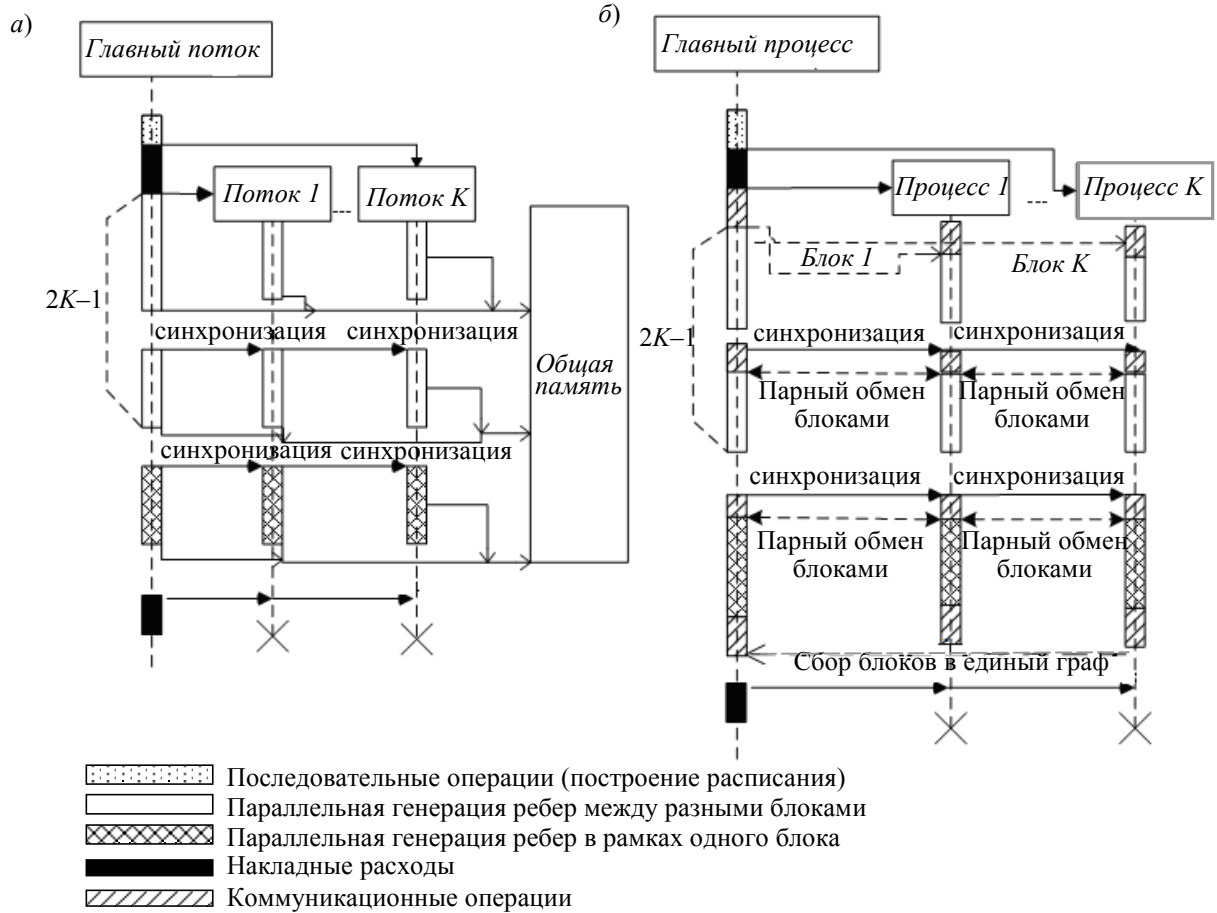 а)
Главный поток
Поток 1
----
Поток K
2K–1
синхронизация
синхронизация
Общая
память
синхронизация
синхронизация
б)
Главный процесс
Процесс 1
----
Процесс K
Блок 1
Блок K
2K–1
синхронизация
синхронизация
Парный обмен
блоками
Парный обмен
блоками
синхронизация
синхронизация
Парный обмен
блоками
Парный обмен
блоками
Сбор блоков в единый граф
Последовательные операции (построение расписания)
Параллельная генерация ребер между разными блоками
Параллельная генерация ребер в рамках одного блока
Накладные расходы
Коммуникационные операции